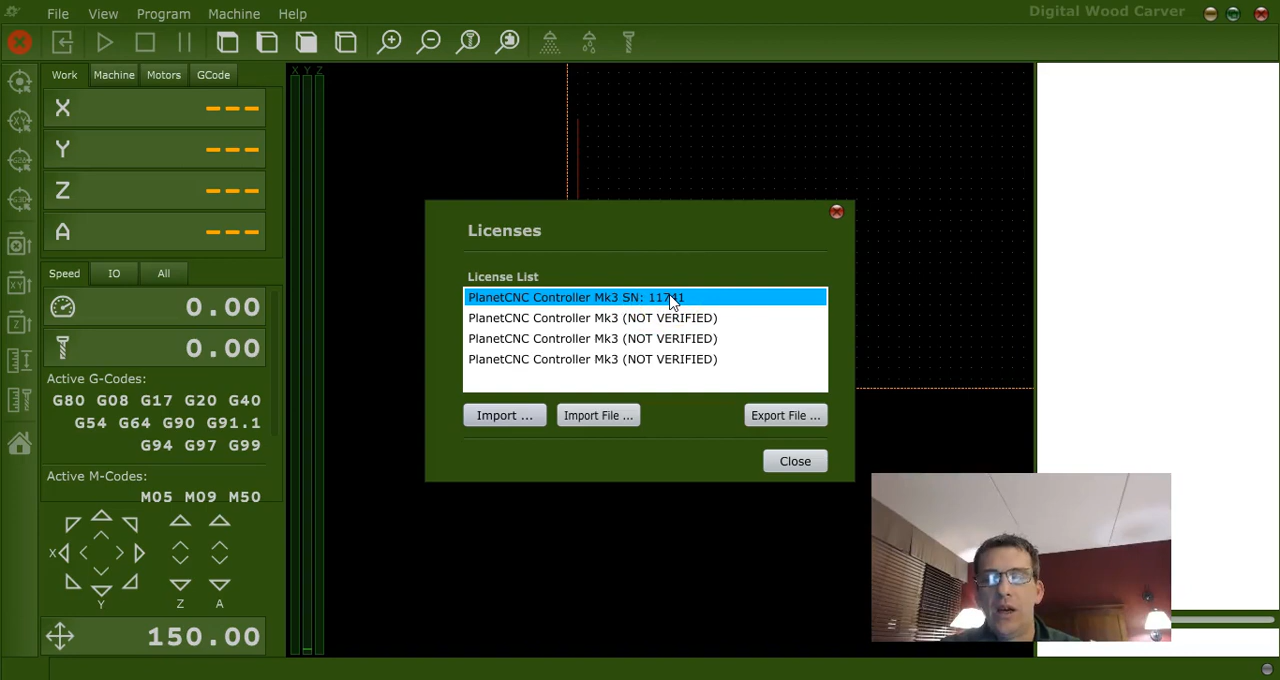 File View Program Machine Help
Digital Wood Carver
Work Machine Motors GCode
X ---
Y ---
Z ---
A ---
Speed IO All
0.00
0.00
Active G-Codes:
G80 G08 G17 G20 G40
G54 G64 G90 G91.1
G94 G97 G99
Active M-Codes:
M05 M09 M50
X
Y
Z
A
150.00
X Y Z
Licenses
License List
PlanetCNC Controller Mk3 SN: 11741
PlanetCNC Controller Mk3 (NOT VERIFIED)
PlanetCNC Controller Mk3 (NOT VERIFIED)
PlanetCNC Controller Mk3 (NOT VERIFIED)
Import ... Import File ... Export File ...
Close